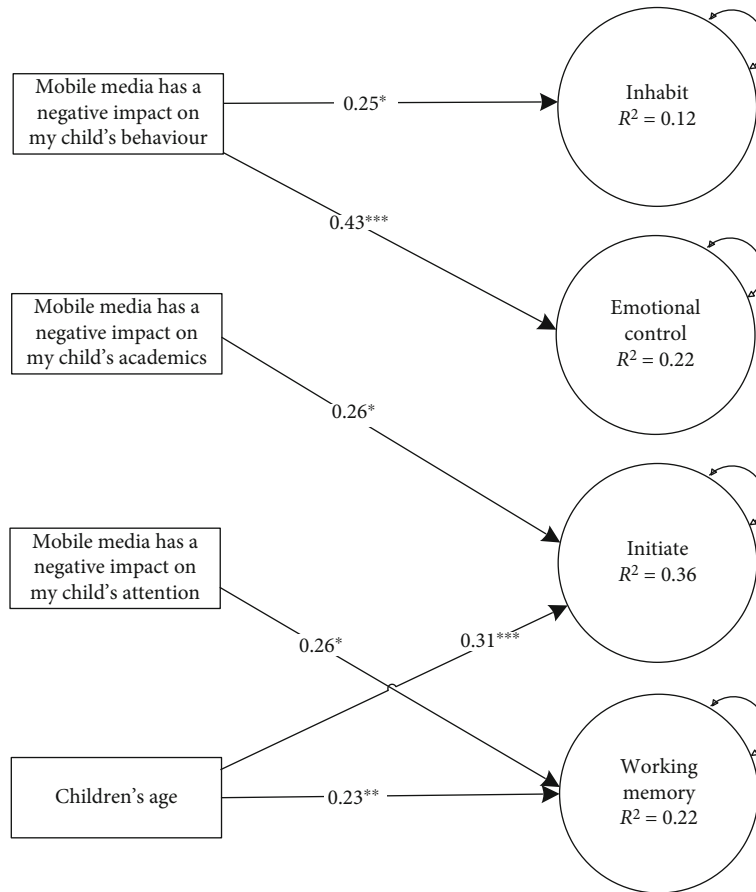 Mobile media has a
negative impact on
my child's behaviour
0.25*
Inhabit
R² = 0.12
0.43***
Emotional
control
R² = 0.22
Mobile media has a
negative impact on
my child's academics
0.26*
Initiate
R² = 0.36
Mobile media has a
negative impact on
my child's attention
0.26*
0.31***
Children's age
0.23**
Working
memory
R² = 0.22